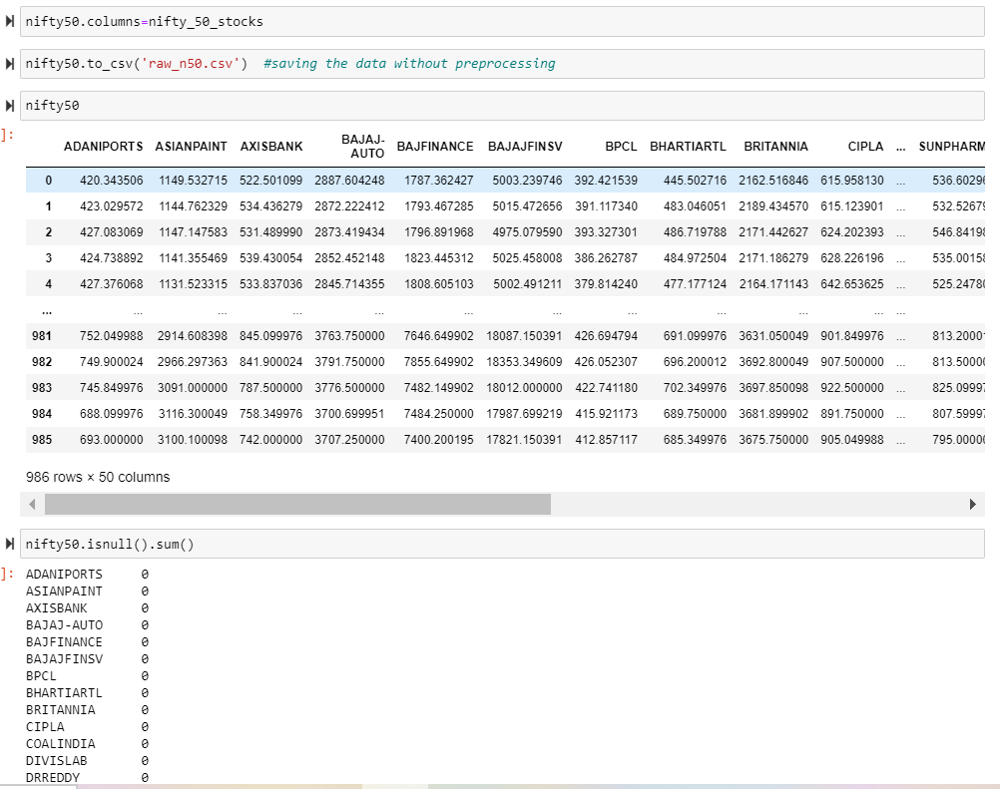 nifty50.columns=nifty_50_stocks
nifty50.to_csv('raw_n50.csv')  #saving the data without preprocessing
nifty50
]:
ADANIPORTS ASIANPAINT AXISBANK BAJAJ-AUTO BAJFINANCE BAJAJFINSV BPCL BHARTIARTL BRITANNIA CIPLA ... SUNPHARM
0 420.343506 1149.532715 522.501099 2887.604248 1787.362427 5003.239746 392.421539 445.502716 2162.516846 615.958130 ... 536.60296
1 423.029572 1144.762329 534.436279 2872.222412 1793.467285 5015.472656 391.117340 483.046051 2189.434570 615.123901 ... 532.52679
2 427.083069 1147.147583 531.489990 2873.419434 1796.891968 4975.079590 393.327301 486.719788 2171.442627 624.202393 ... 546.84198
3 424.738892 1141.355469 539.430054 2852.452148 1823.445312 5025.458008 386.262787 484.972504 2171.186279 628.226196 ... 535.00158
4 427.376068 1131.523315 533.837036 2845.714355 1808.605103 5002.491211 379.814240 477.177124 2164.171143 642.653625 ... 525.24780
... ... ... ... ... ... ... ... ... ... ... ...
981 752.049988 2914.608398 845.099976 3763.750000 7646.649902 18087.150391 426.694794 691.099976 3631.050049 901.849976 ... 813.2000
982 749.900024 2966.297363 841.900024 3791.750000 7855.649902 18353.349609 426.052307 696.200012 3692.800049 907.500000 ... 813.50000
983 745.849976 3091.000000 787.500000 3776.500000 7482.149902 18012.000000 422.741180 702.349976 3697.850098 922.500000 ... 825.09997
984 688.099976 3116.300049 758.349976 3700.699951 7484.250000 17987.699219 415.921173 689.750000 3681.899902 891.750000 ... 807.59997
985 693.000000 3100.100098 742.000000 3707.250000 7400.200195 17821.150391 412.857117 685.349976 3675.750000 905.049988 ... 795.00000
986 rows × 50 columns
nifty50.isnull().sum()
]:
ADANIPORTS 0
ASIANPAINT 0
AXISBANK 0
BAJAJ-AUTO 0
BAJFINANCE 0
BAJAJFINSV 0
BPCL 0
BHARTIARTL 0
BRITANNIA 0
CIPLA 0
COALINDIA 0
DIVISLAB 0
DRREDDY 0